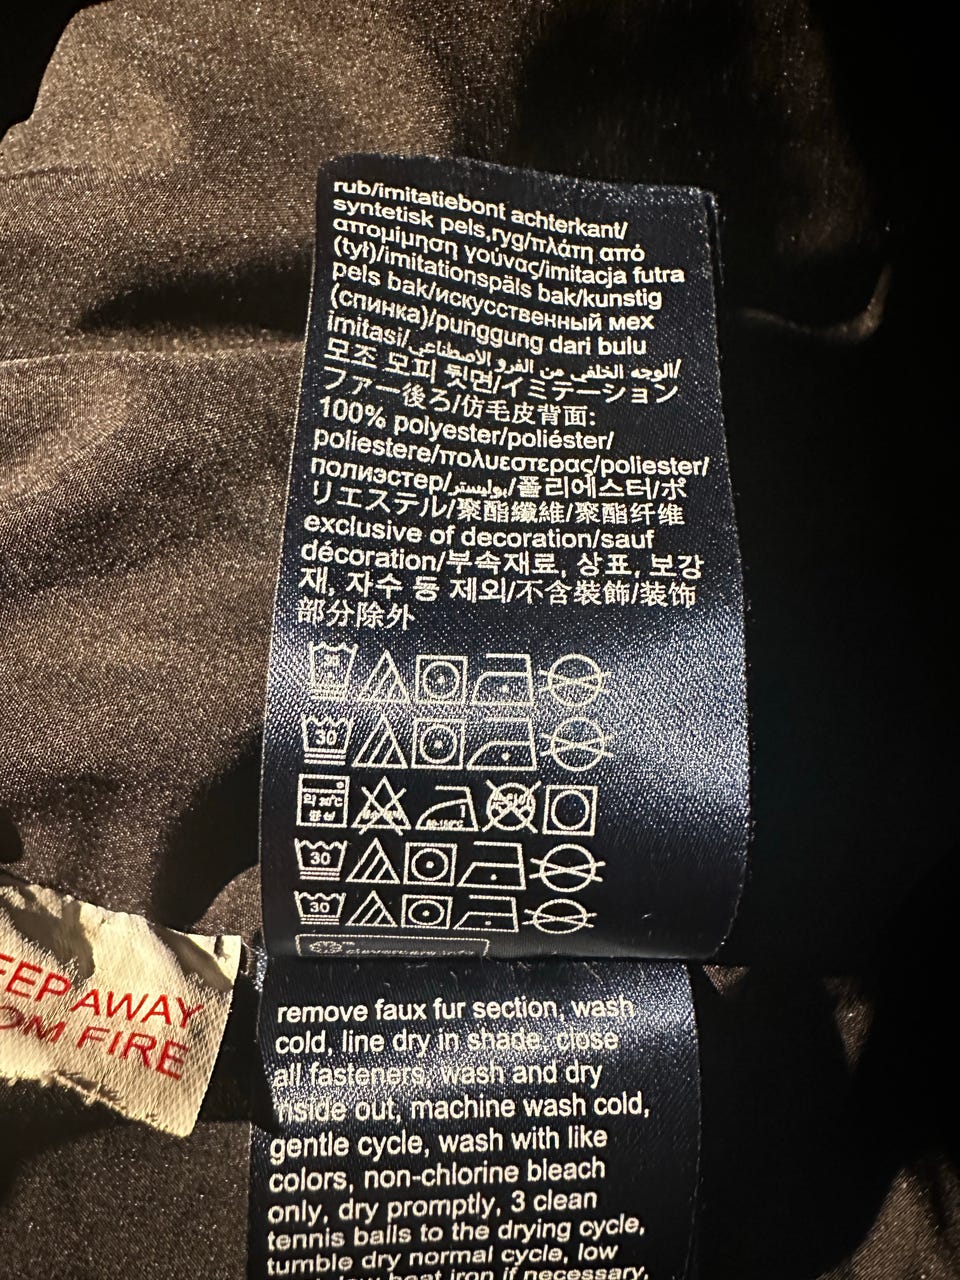 rub/imitatiebont achterkant/
syntetisk pels,ryg/πλάτη από
απομίμηση γούνας/imitacja futra
(tył)/imitationspäls bak/kunstig
pels bak/искусственный мех
(спинка)/punggung dari bulu
imitasi/الوجه الخلفي من الفرو الاصطناعي/
모조 모피 뒷면/イミテーション
ファー後ろ/仿毛皮背面:
100% polyester/poliéster/
poliestere/πολυεστερας/poliester/
полиэстер/بوليستر/폴리에스터/ポ
リエステル/聚酯纖維/聚酯纤维
exclusive of decoration/sauf
décoration/부속재료, 상표, 보강
재, 자수 등 제외/不含裝飾/装饰
部分除外
30
30
30
30
KEEP AWAY
FROM FIRE
remove faux fur section, wash
cold, line dry in shade. close
all fasteners, wash and dry
inside out, machine wash cold,
gentle cycle, wash with like
colors, non-chlorine bleach
only, dry promptly, 3 clean
tennis balls to the drying cycle,
tumble dry normal cycle, low
heat iron if necessary,